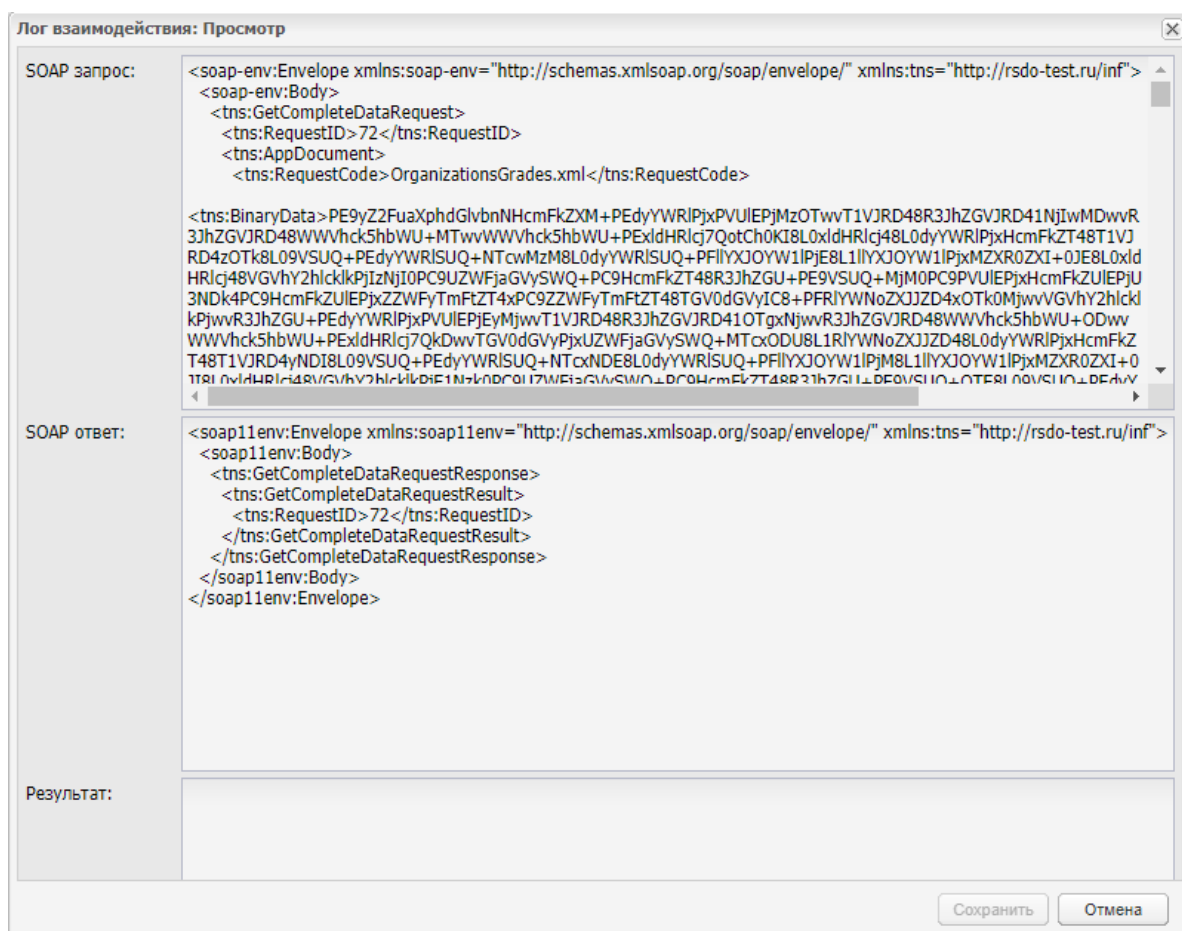 Лог взаимодействия: Просмотр
SOAP запрос:
<soap-env:Envelope xmlns:soap-env="http://schemas.xmlsoap.org/soap/envelope/" xmlns:tns="http://rsdo-test.ru/inf">
<soap-env:Body>
<tns:GetCompleteDataRequest>
<tns:RequestID>72</tns:RequestID>
<tns:AppDocument>
<tns:RequestCode>OrganizationsGrades.xml</tns:RequestCode>
<tns:BinaryData>PE9yZ2FuaXphdGlvbnNHcmFkZXM+PEdyYWRlPjxPVUlEPjMzOTwvT1VJRD48R3JhZGVJRD41NjIwMDwvR
3JhZGVJRD48WWVhck5hbWU+MTwvWWVhck5hbWU+PExldHRlcj7QotCh0KI8L0xldHRlcj48L0dyYWRlPjxHcmFkZT48T1VJ
RD4zOTk8L09VSUQ+PEdyYWRlSUQ+NTcwMzM8L0dyYWRlSUQ+PFllYXJOYW1lPjE8L1llYXJOYW1lPjxMZXR0ZXI+0JE8L0xld
HRlcj48VGVhY2hlcklkPjIzNjI0PC9UZWFjaGVySWQ+PC9HcmFkZT48R3JhZGU+PE9VSUQ+MjM0PC9PVUlEPjxHcmFkZUlEPjU
3NDk4PC9HcmFkZUlEPjxZZWFyTmFtZT4xPC9ZZWFyTmFtZT48TGV0dGVyIC8+PFRlYWNoZXJJZD4xOTk0MjwvVGVhY2hlckl
kPjwvR3JhZGU+PEdyYWRlPjxPVUlEPjEyMjwvT1VJRD48R3JhZGVJRD41OTgxNjwvR3JhZGVJRD48WWVhck5hbWU+ODwv
WWVhck5hbWU+PExldHRlcj7QkDwvTGV0dGVyPjxUZWFjaGVySWQ+MTcxODU8L1RlYWNoZXJJZD48L0dyYWRlPjxHcmFkZ
T48T1VJRD4yNDI8L09VSUQ+PEdyYWRlSUQ+NTcxNDE8L0dyYWRlSUQ+PFllYXJOYW1lPjM8L1llYXJOYW1lPjxMZXR0ZXI+0
SOAP ответ:
<soap11env:Envelope xmlns:soap11env="http://schemas.xmlsoap.org/soap/envelope/" xmlns:tns="http://rsdo-test.ru/inf">
<soap11env:Body>
<tns:GetCompleteDataRequestResponse>
<tns:GetCompleteDataRequestResult>
<tns:RequestID>72</tns:RequestID>
</tns:GetCompleteDataRequestResult>
</tns:GetCompleteDataRequestResponse>
</soap11env:Body>
</soap11env:Envelope>
Результат:
Сохранить
Отмена